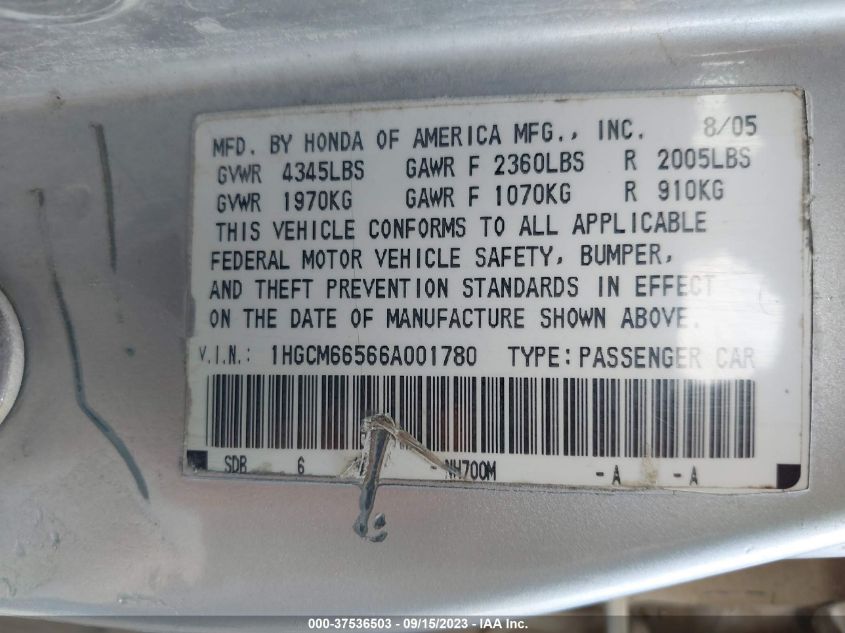 MFD. BY HONDA OF AMERICA MFG., INC. 8/05
GVWR 4345LBS GAWR F 2360LBS R 2005LBS
GVWR 1970KG GAWR F 1070KG R 910KG
THIS VEHICLE CONFORMS TO ALL APPLICABLE
FEDERAL MOTOR VEHICLE SAFETY, BUMPER,
AND THEFT PREVENTION STANDARDS IN EFFECT
ON THE DATE OF MANUFACTURE SHOWN ABOVE.
V.I.N.: 1HGCM66566A001780 TYPE: PASSENGER CAR
SDB 6 - NH700M -A -A
000-37536503 - 09/15/2023 - IAA Inc.